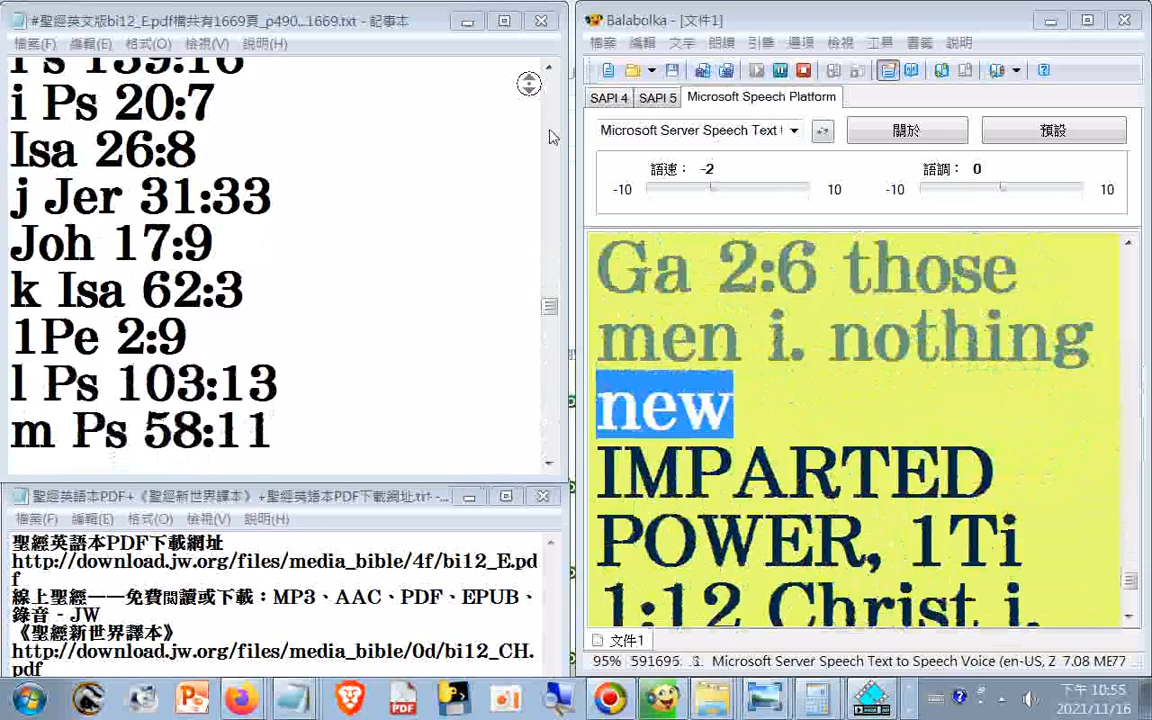 #聖經英文版bi12_E.pdf檔共有1669頁_p490...1669.txt - 記事本
檔案(F) 編輯(E) 格式(O) 檢視(V) 說明(H)
Ps 139:16
i Ps 20:7
Isa 26:8
j Jer 31:33
Joh 17:9
k Isa 62:3
1Pe 2:9
l Ps 103:13
m Ps 58:11
聖經英語本PDF+《聖經新世界譯本》+聖經英語本PDF下載網址.txt - ...
檔案(F) 編輯(E) 格式(O) 檢視(V) 說明(H)
聖經英語本PDF下載網址
http://download.jw.org/files/media_bible/4f/bi12_E.pd
f
線上聖經——免費閱讀或下載：MP3、AAC、PDF、EPUB、
錄音 - JW
《聖經新世界譯本》
http://download.jw.org/files/media_bible/0d/bi12_CH.
pdf
Balabolka - [文件1]
檔案 編輯 文字 朗讀 引擎 選項 檢視 工具 書籤 說明
SAPI 4 SAPI 5 Microsoft Speech Platform
Microsoft Server Speech Text 關於 預設
語速： -2 語調： 0
-10 10 -10 10
Ga 2:6 those
men i. nothing
new
IMPARTED
POWER, 1Ti
1:12 Christ i.
文件1
95% 591695. Microsoft Server Speech Text to Speech Voice (en-US, Z 7.08 ME77
PDF
下午 10:55
2021/11/16